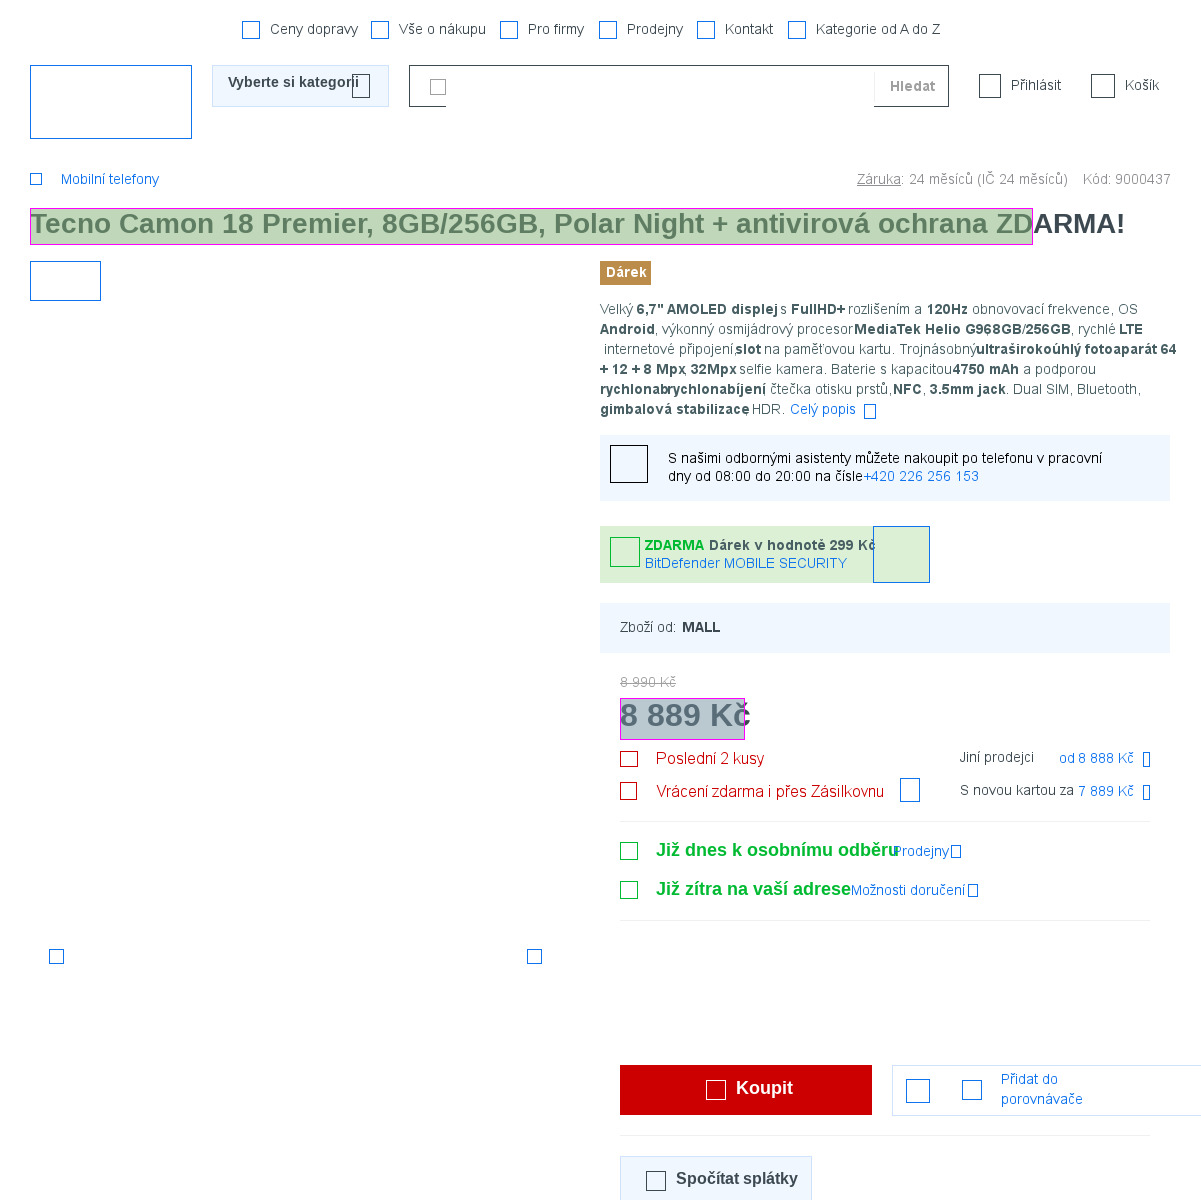 Ceny dopravy Vše o nákupu Pro firmy Prodejny Kontakt Kategorie od A do Z
Vyberte si kategorii Hledat Přihlásit Košík
Mobilní telefony Záruka: 24 měsíců (IČ 24 měsíců) Kód: 9000437
Tecno Camon 18 Premier, 8GB/256GB, Polar Night + antivirová ochrana ZDARMA!
Dárek
Velký 6,7" AMOLED displej s FullHD+ rozlišením a 120Hz obnovovací frekvence, OS
Android, výkonný osmijádrový procesor MediaTek Helio G968GB/256GB, rychlé LTE
internetové připojení, slot na paměťovou kartu. Trojnásobný ultraširokoúhlý fotoaparát 64
+ 12 + 8 Mpx, 32Mpx selfie kamera. Baterie s kapacitou 4750 mAh a podporou
rychlonabrychlonabíjení, čtečka otisku prstů, NFC, 3.5mm jack. Dual SIM, Bluetooth,
gimbalová stabilizace, HDR. Celý popis
S našimi odbornými asistenty můžete nakoupit po telefonu v pracovní
dny od 08:00 do 20:00 na čísle +420 226 256 153
ZDARMA Dárek v hodnotě 299 Kč
BitDefender MOBILE SECURITY
Zboží od: MALL
8 990 Kč
8 889 Kč
Poslední 2 kusy Jiní prodejci od 8 888 Kč
Vrácení zdarma i přes Zásilkovnu S novou kartou za 7 889 Kč
Již dnes k osobnímu odběru Prodejny
Již zítra na vaší adrese Možnosti doručení
Koupit Přidat do
porovnávače
Spočítat splátky